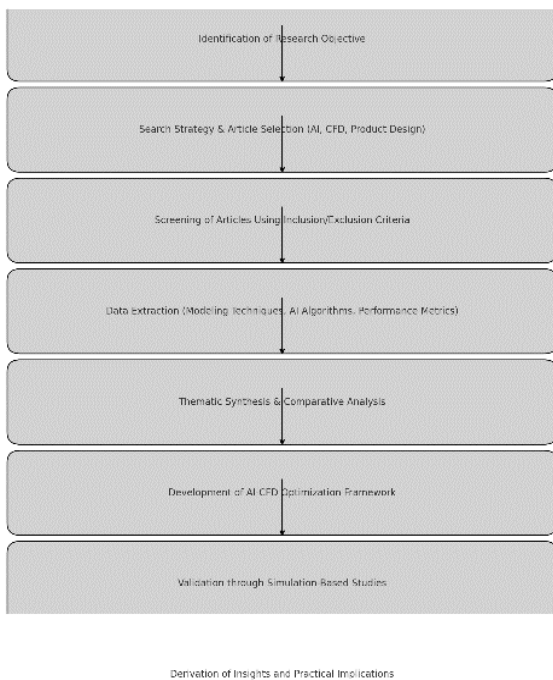 Identification of Research Objective
Search Strategy & Article Selection (AI, CFD, Product Design)
Screening of Articles Using Inclusion/Exclusion Criteria
Data Extraction (Modeling Techniques, AI Algorithms, Performance Metrics)
Thematic Synthesis & Comparative Analysis
Development of AI CFD Optimization Framework
Validation through Simulation Based Studies
Derivation of Insights and Practical Implications